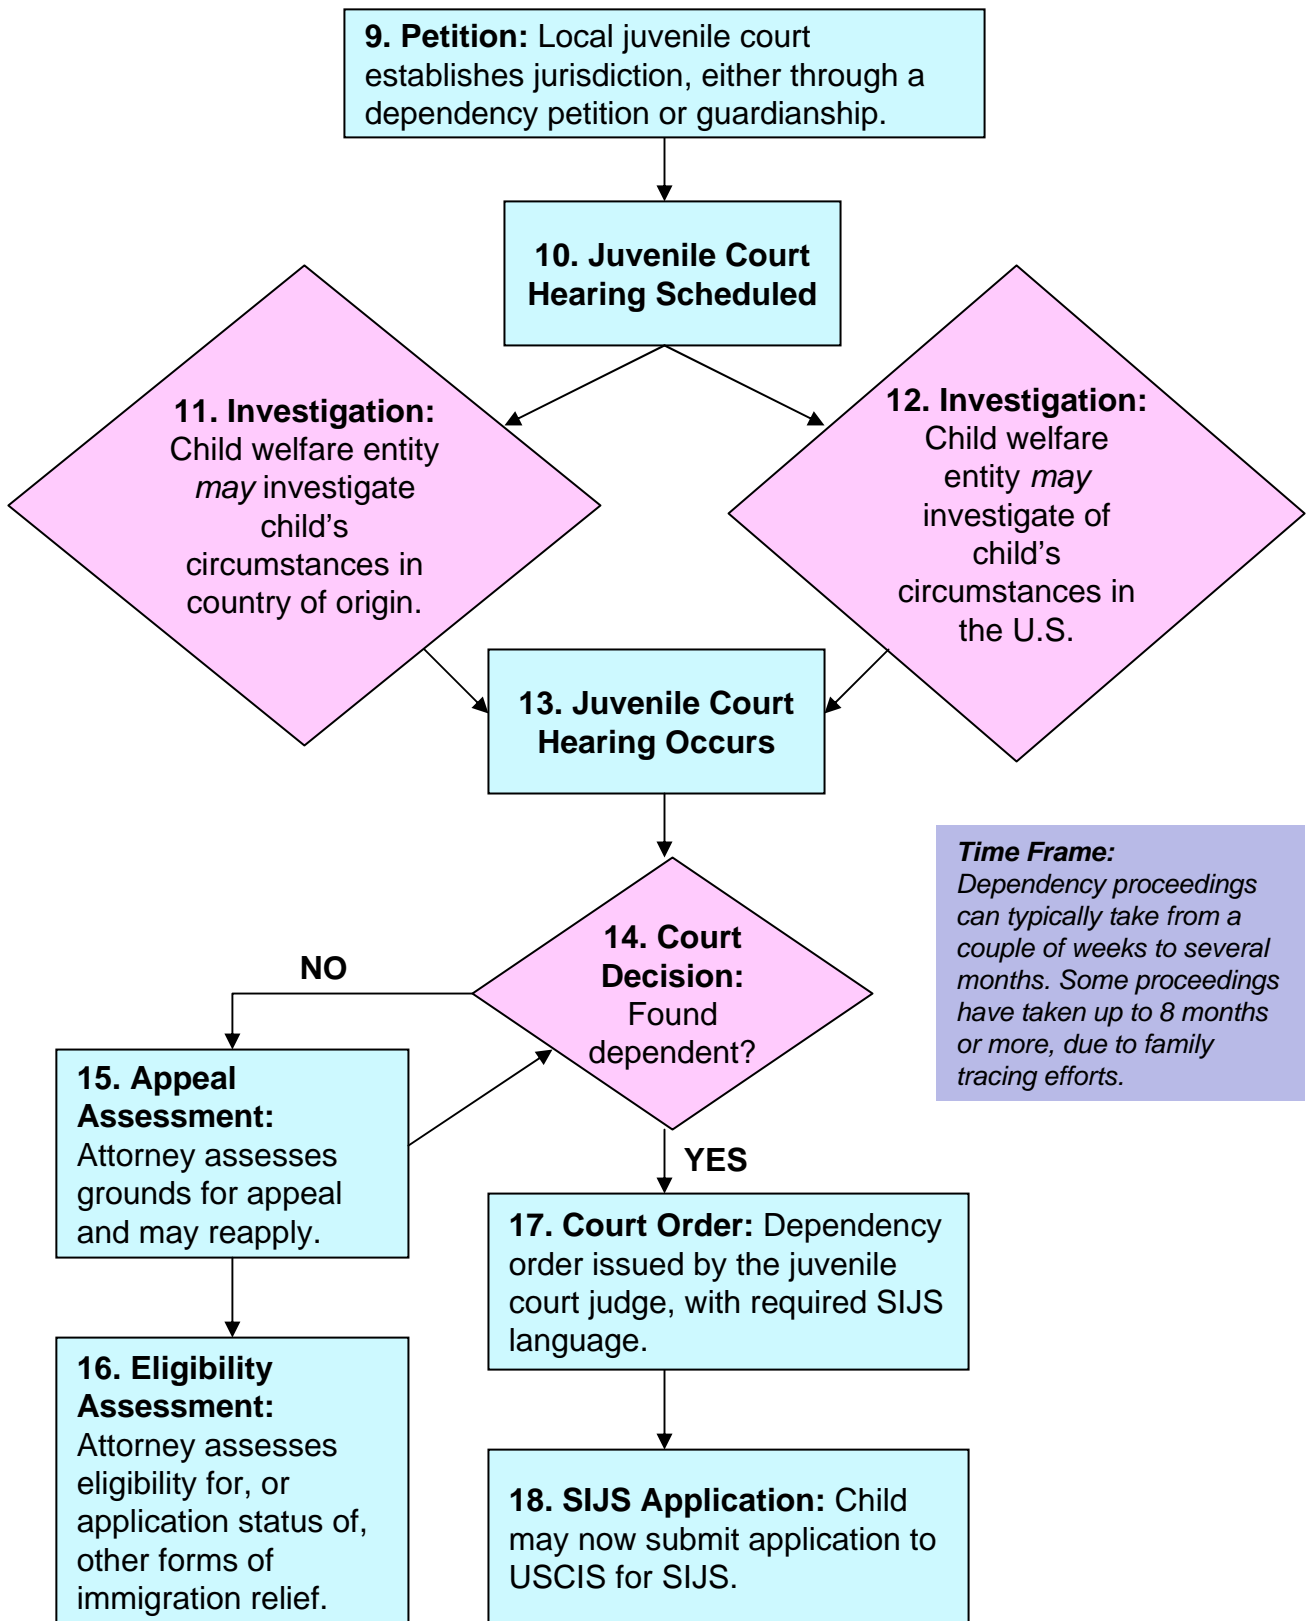 9. Petition: Local juvenile court
establishes jurisdiction, either through a
dependency petition or guardianship.
10. Juvenile Court
Hearing Scheduled
11. Investigation:
Child welfare entity
may investigate
child’s
circumstances in
country of origin.
12. Investigation:
Child welfare
entity may
investigate of
child’s
circumstances in
the U.S.
13. Juvenile Court
Hearing Occurs
Time Frame:
Dependency proceedings
can typically take from a
couple of weeks to several
months. Some proceedings
have taken up to 8 months
or more, due to family
tracing efforts.
14. Court
Decision:
Found
dependent?
NO
15. Appeal
Assessment:
Attorney assesses
grounds for appeal
and may reapply.
YES
17. Court Order: Dependency
order issued by the juvenile
court judge, with required SIJS
language.
16. Eligibility
Assessment:
Attorney assesses
eligibility for, or
application status of,
other forms of
immigration relief.
18. SIJS Application: Child
may now submit application to
USCIS for SIJS.